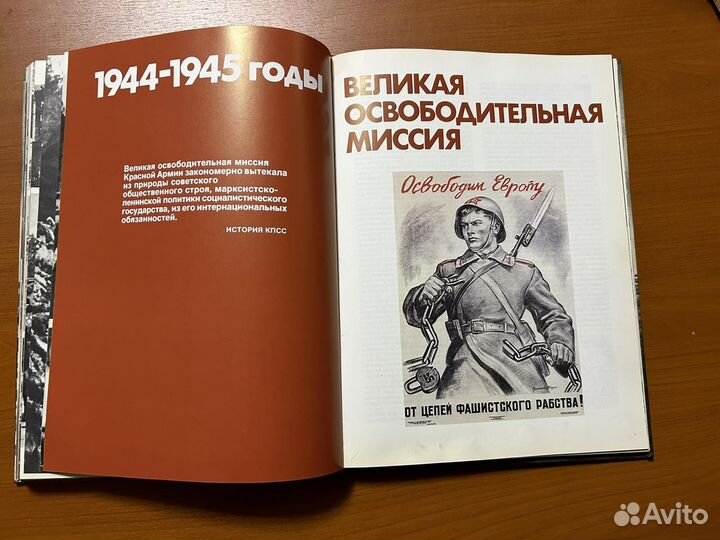 1944-1945 ГОДЫ
Великая освободительная миссия
Красной Армии закономерно вытекала
из природы советского
общественного строя, марксистско-
ленинской политики социалистического
государства, из его интернациональных
обязанностей.
ИСТОРИЯ КПСС
ВЕЛИКАЯ
ОСВОБОДИТЕЛЬНАЯ
МИССИЯ
Освободим Европу
ОТ ЦЕПЕЙ ФАШИСТСКОГО РАБСТВА!
Avito